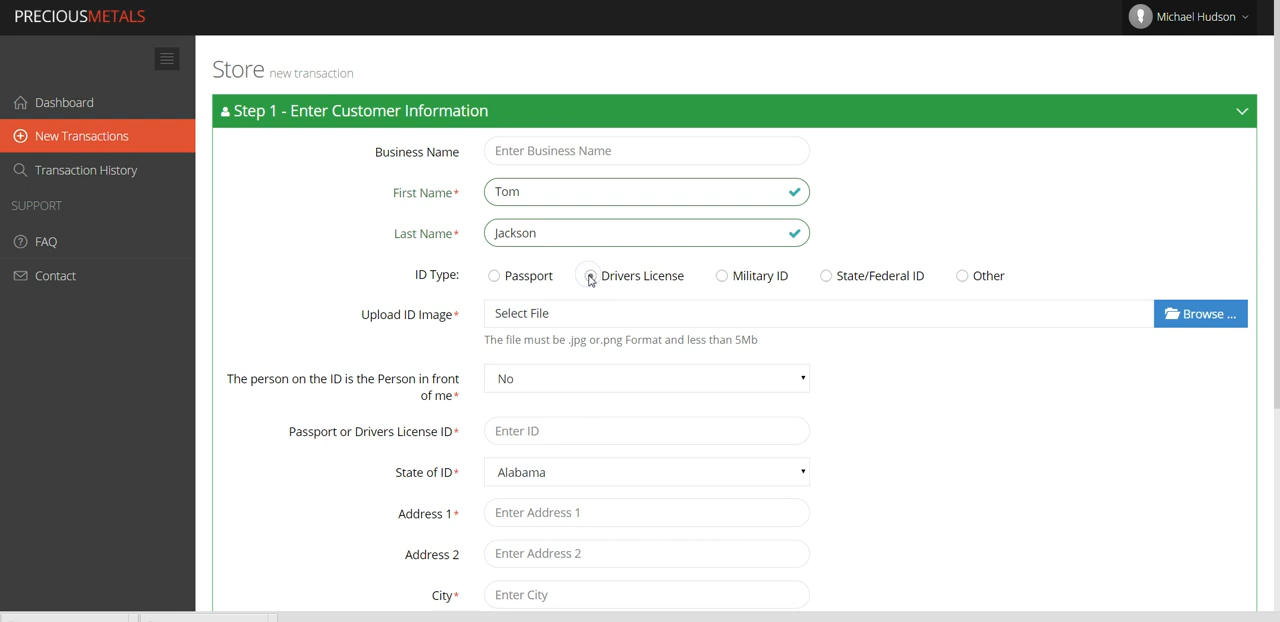 PRECIOUSMETALS
Michael Hudson
Dashboard
New Transactions
Transaction History
SUPPORT
FAQ
Contact
Store new transaction
Step 1 - Enter Customer Information
Business Name Enter Business Name
First Name* Tom
Last Name* Jackson
ID Type: Passport Drivers License Military ID State/Federal ID Other
Upload ID Image* Select File Browse ...
The file must be .jpg or.png Format and less than 5Mb
The person on the ID is the Person in front
of me* No
Passport or Drivers License ID* Enter ID
State of ID* Alabama
Address 1* Enter Address 1
Address 2 Enter Address 2
City* Enter City